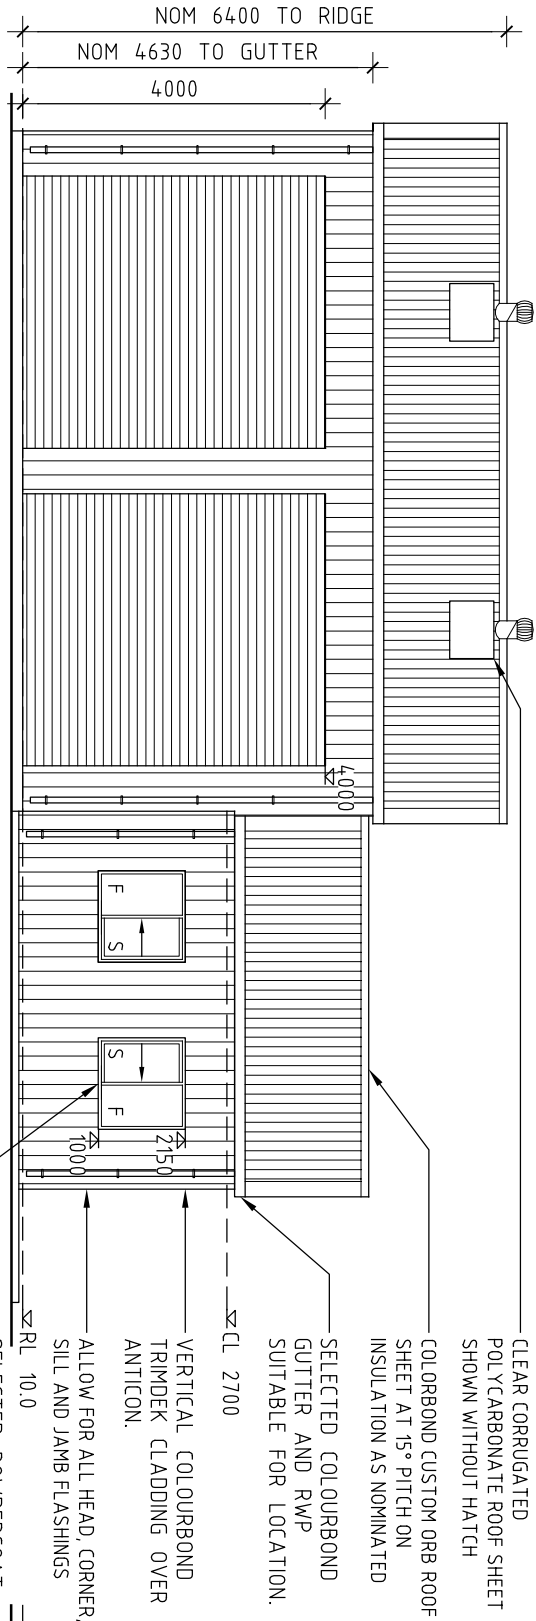 NOM 6400 TO RIDGE
NOM 4630 TO GUTTER
4000
CLEAR CORRUGATED
POLYCARBONATE ROOF SHEET
SHOWN WITHOUT HATCH
COLORBOND CUSTOM ORB ROOF
SHEET AT 15° PITCH ON
INSULATION AS NOMINATED
4000
SELECTED COLOURBOND
GUTTER AND RWP
SUITABLE FOR LOCATION.
CL 2700
F
S
S
F
2150
1000
VERTICAL COLOURBOND
TRIMDEK CLADDING OVER
ANTICON.
ALLOW FOR ALL HEAD, CORNER,
SILL AND JAMB FLASHINGS
RL 10.0